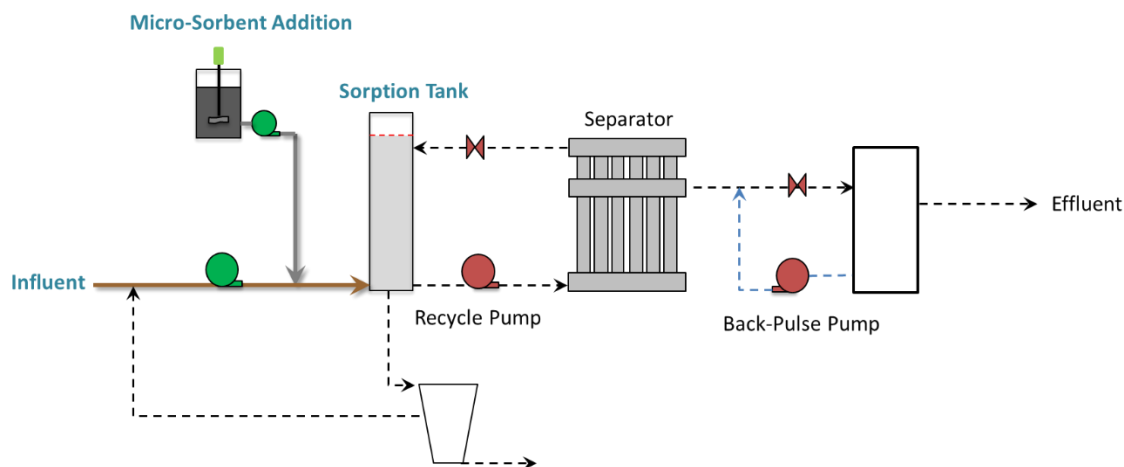 Micro-Sorbent Addition
Sorption Tank
Separator
Effluent
Influent
Recycle Pump
Back-Pulse Pump